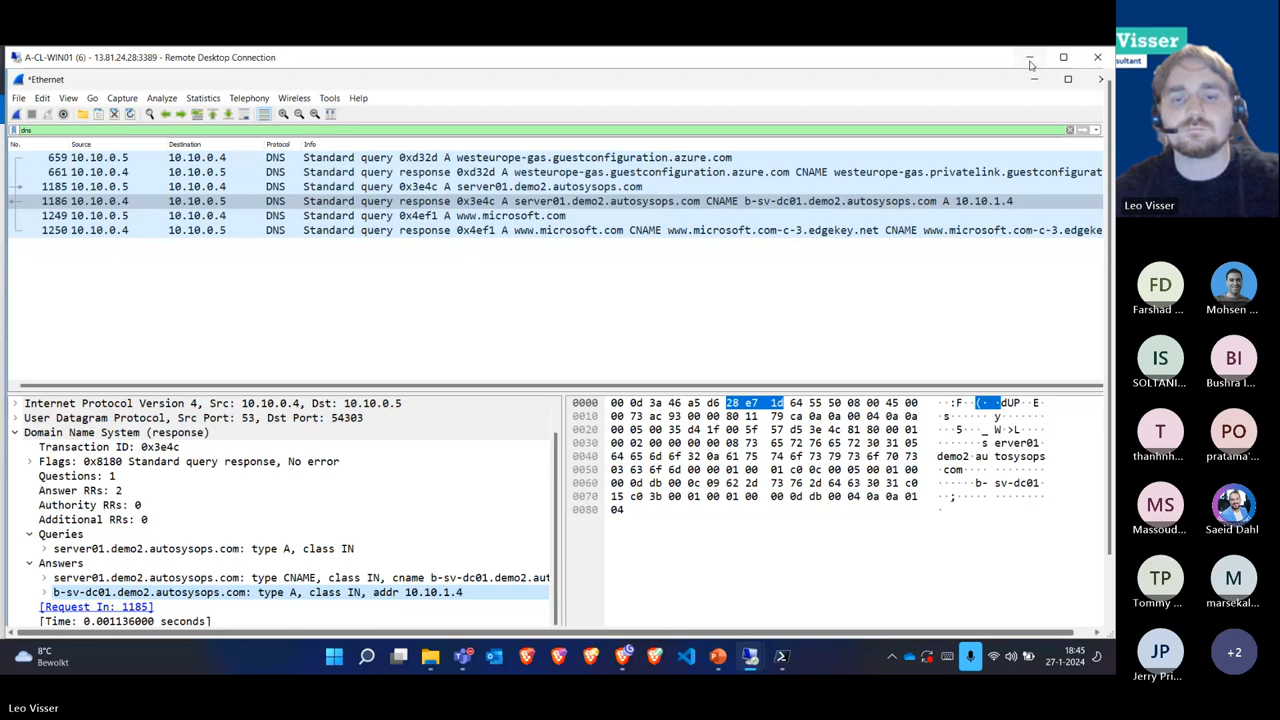 A-CL-WIN01 (6) - 13.81.24.28:3389 - Remote Desktop Connection
*Ethernet
File Edit View Go Capture Analyze Statistics Telephony Wireless Tools Help
dns
No. Source Destination Protocol Info
659 10.10.0.5 10.10.0.4 DNS Standard query 0xd32d A westeurope-gas.guestconfiguration.azure.com
661 10.10.0.4 10.10.0.5 DNS Standard query response 0xd32d A westeurope-gas.guestconfiguration.azure.com CNAME westeurope-gas.privatelink.guestconfigurat
1185 10.10.0.5 10.10.0.4 DNS Standard query 0x3e4c A server01.demo2.autosysops.com
1186 10.10.0.4 10.10.0.5 DNS Standard query response 0x3e4c A server01.demo2.autosysops.com CNAME b-sv-dc01.demo2.autosysops.com A 10.10.1.4
1249 10.10.0.5 10.10.0.4 DNS Standard query 0x4ef1 A www.microsoft.com
1250 10.10.0.4 10.10.0.5 DNS Standard query response 0x4ef1 A www.microsoft.com CNAME www.microsoft.com-c-3.edgekey.net CNAME www.microsoft.com-c-3.edgeke
Internet Protocol Version 4, Src: 10.10.0.4, Dst: 10.10.0.5
User Datagram Protocol, Src Port: 53, Dst Port: 54303
Domain Name System (response)
Transaction ID: 0x3e4c
Flags: 0x8180 Standard query response, No error
Questions: 1
Answer RRs: 2
Authority RRs: 0
Additional RRs: 0
Queries
server01.demo2.autosysops.com: type A, class IN
Answers
server01.demo2.autosysops.com: type CNAME, class IN, cname b-sv-dc01.demo2.aut
b-sv-dc01.demo2.autosysops.com: type A, class IN, addr 10.10.1.4
[Request In: 1185]
[Time: 0.001136000 seconds]
0000 00 0d 3a 46 a5 d6 28 e7 1d 64 55 50 08 00 45 00 ··:F··(··dUP··E·
0010 00 73 ac 93 00 00 80 11 79 ca 0a 0a 00 04 0a 0a
0020 00 05 00 35 d4 1f 00 5f 57 d5 3e 4c 81 80 00 01
0030 00 02 00 00 00 00 08 73 65 72 76 65 72 30 31 05
0040 64 65 6d 6f 32 0a 61 75 74 6f 73 79 73 6f 70 73 demo2·au tosysops
0050 03 63 6f 6d 00 00 01 00 01 c0 0c 00 05 00 01 00
0060 00 0d db 00 0c 09 62 2d 73 76 2d 64 63 30 31 c0
0070 15 c0 3b 00 01 00 01 00 00 0d db 00 04 0a 0a 01
0080 04
8°C
Bewolkt
18:45
27-1-2024
Visser
sultant
Leo Visser
FD
Farshad ...
Mohsen ...
IS
SOLTANI...
BI
Bushra I...
T
thanhnh...
PO
pratama'...
MS
Massoud...
Saeid Dahl
TP
Tommy ...
M
marsekal...
JP
Jerry Pri...
+2
Leo Visser